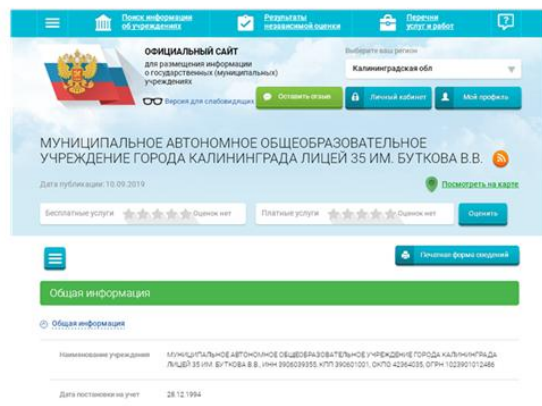 Поиск информации
об учреждениях
Результаты
независимой оценки
Перечни
услуг и работ
ОФИЦИАЛЬНЫЙ САЙТ
для размещения информации
о государственных (муниципальных)
учреждениях
Версия для слабовидящих
Выберите ваш регион
Калининградская обл
Оставить отзыв
Личный кабинет
Мой профиль
МУНИЦИПАЛЬНОЕ АВТОНОМНОЕ ОБЩЕОБРАЗОВАТЕЛЬНОЕ
УЧРЕЖДЕНИЕ ГОРОДА КАЛИНИНГРАДА ЛИЦЕЙ 35 ИМ. БУТКОВА В.В.
Дата публикации: 10.09.2019
Посмотреть на карте
Бесплатные услуги Оценок нет
Платные услуги Оценок нет
Оценить
Печатная форма сведений
Общая информация
Общая информация
Наименование учреждения
МУНИЦИПАЛЬНОЕ АВТОНОМНОЕ ОБЩЕОБРАЗОВАТЕЛЬНОЕ УЧРЕЖДЕНИЕ ГОРОДА КАЛИНИНГРАДА
ЛИЦЕЙ 35 ИМ. БУТКОВА В.В., ИНН 3906039355, КПП 390601001, ОКПО 42364035, ОГРН 1023901012486
Дата постановки на учет
28.12.1994